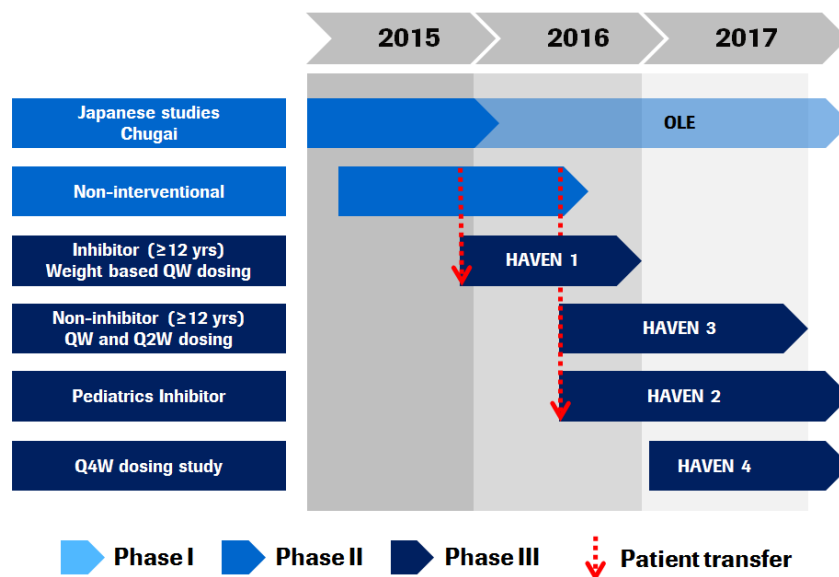 2015 2016 2017
Japanese studies
Chugai
OLE
Non-interventional
Inhibitor (≥12 yrs)
Weight based QW dosing
HAVEN 1
Non-inhibitor (≥12 yrs)
QW and Q2W dosing
HAVEN 3
Pediatrics Inhibitor
HAVEN 2
Q4W dosing study
HAVEN 4
Phase I Phase II Phase III Patient transfer